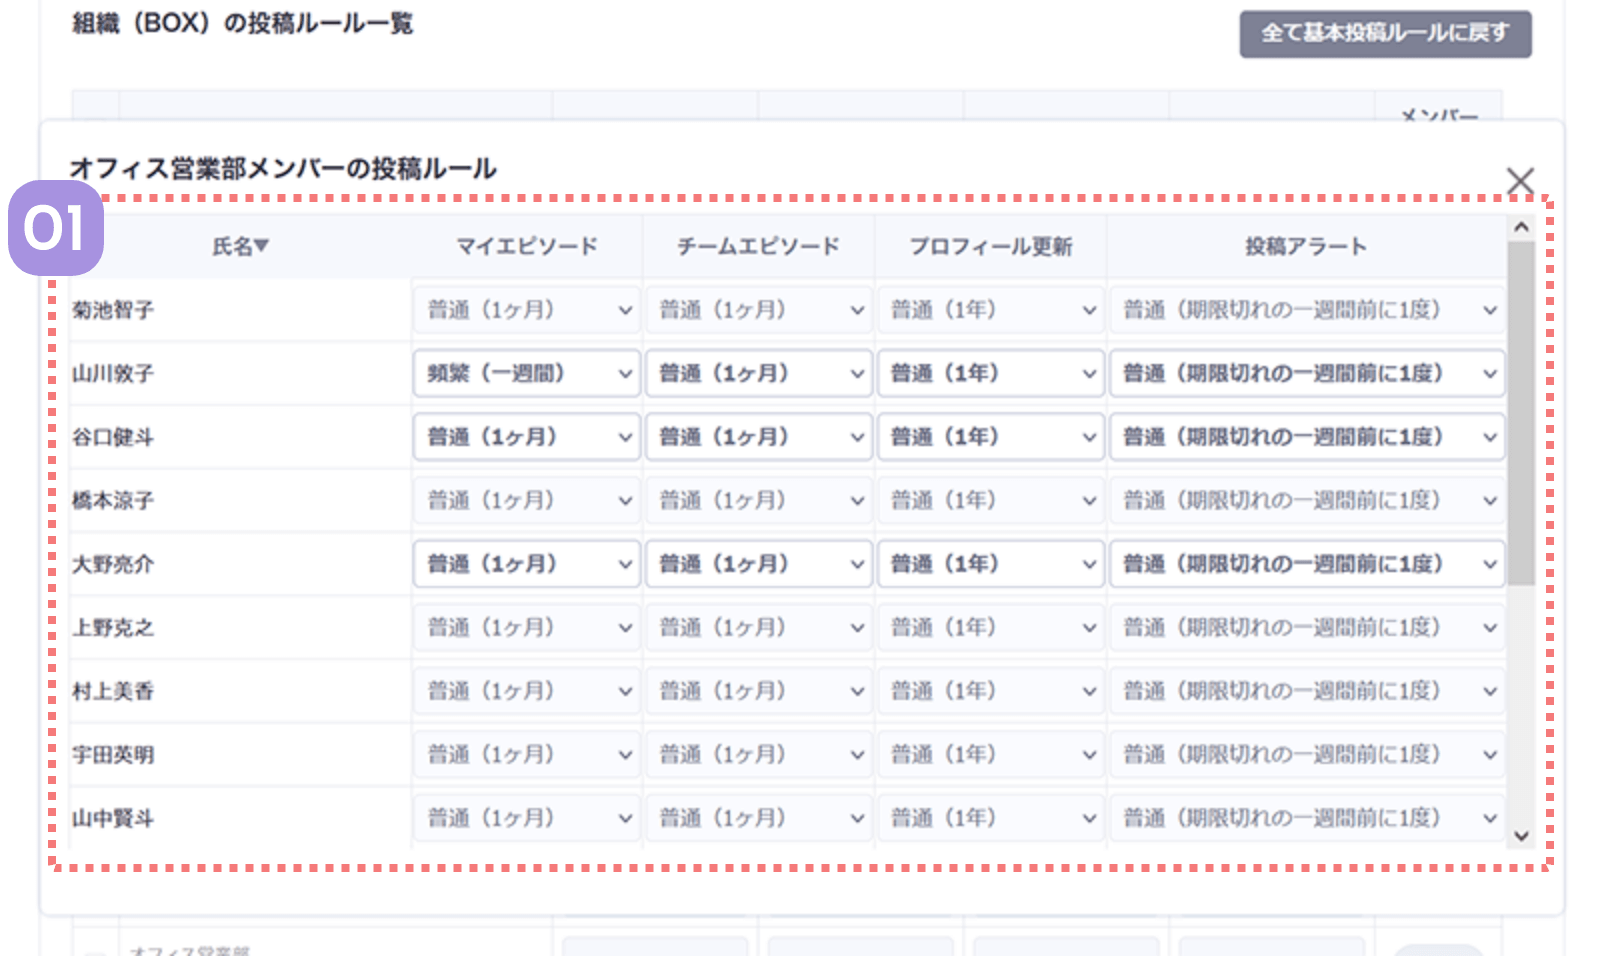 組織（BOX）の投稿ルール一覧
全て基本投稿ルールに戻す
メンバー
オフィス営業部メンバーの投稿ルール
01
氏名▼ マイエピソード チームエピソード プロフィール更新 投稿アラート
菊池智子 普通（1ヶ月） 普通（1ヶ月） 普通（1年） 普通（期限切れの一週間前に1度）
山川敦子 頻繁（一週間） 普通（1ヶ月） 普通（1年） 普通（期限切れの一週間前に1度）
谷口健斗 普通（1ヶ月） 普通（1ヶ月） 普通（1年） 普通（期限切れの一週間前に1度）
橋本涼子 普通（1ヶ月） 普通（1ヶ月） 普通（1年） 普通（期限切れの一週間前に1度）
大野亮介 普通（1ヶ月） 普通（1ヶ月） 普通（1年） 普通（期限切れの一週間前に1度）
上野克之 普通（1ヶ月） 普通（1ヶ月） 普通（1年） 普通（期限切れの一週間前に1度）
村上美香 普通（1ヶ月） 普通（1ヶ月） 普通（1年） 普通（期限切れの一週間前に1度）
宇田英明 普通（1ヶ月） 普通（1ヶ月） 普通（1年） 普通（期限切れの一週間前に1度）
山中賢斗 普通（1ヶ月） 普通（1ヶ月） 普通（1年） 普通（期限切れの一週間前に1度）
オフィス営業部